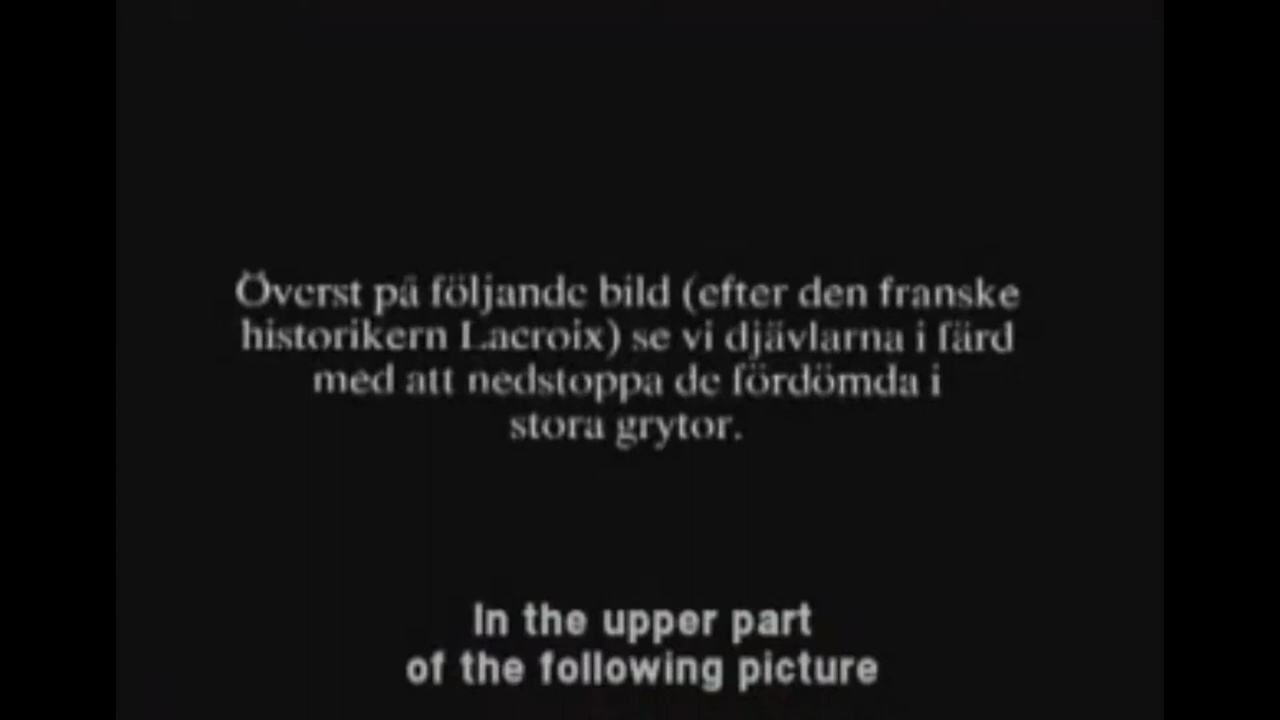 Överst på följande bild (efter den franske
historikern Lacroix) se vi djävlarna i färd
med att nedstoppa de fördömda i
stora grytor.
In the upper part
of the following picture